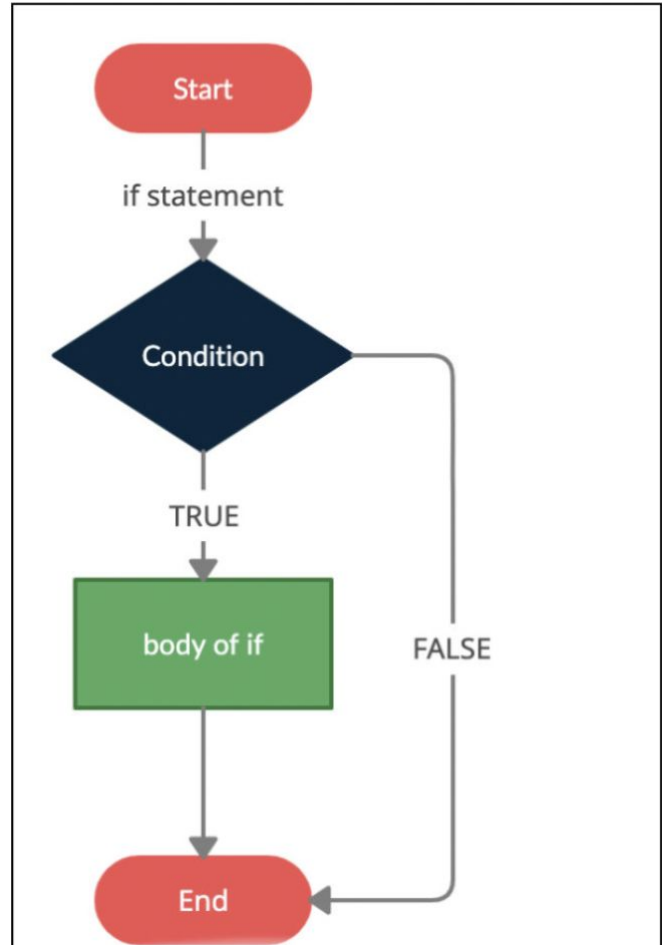 Start
if statement
Condition
TRUE
body of if
FALSE
End